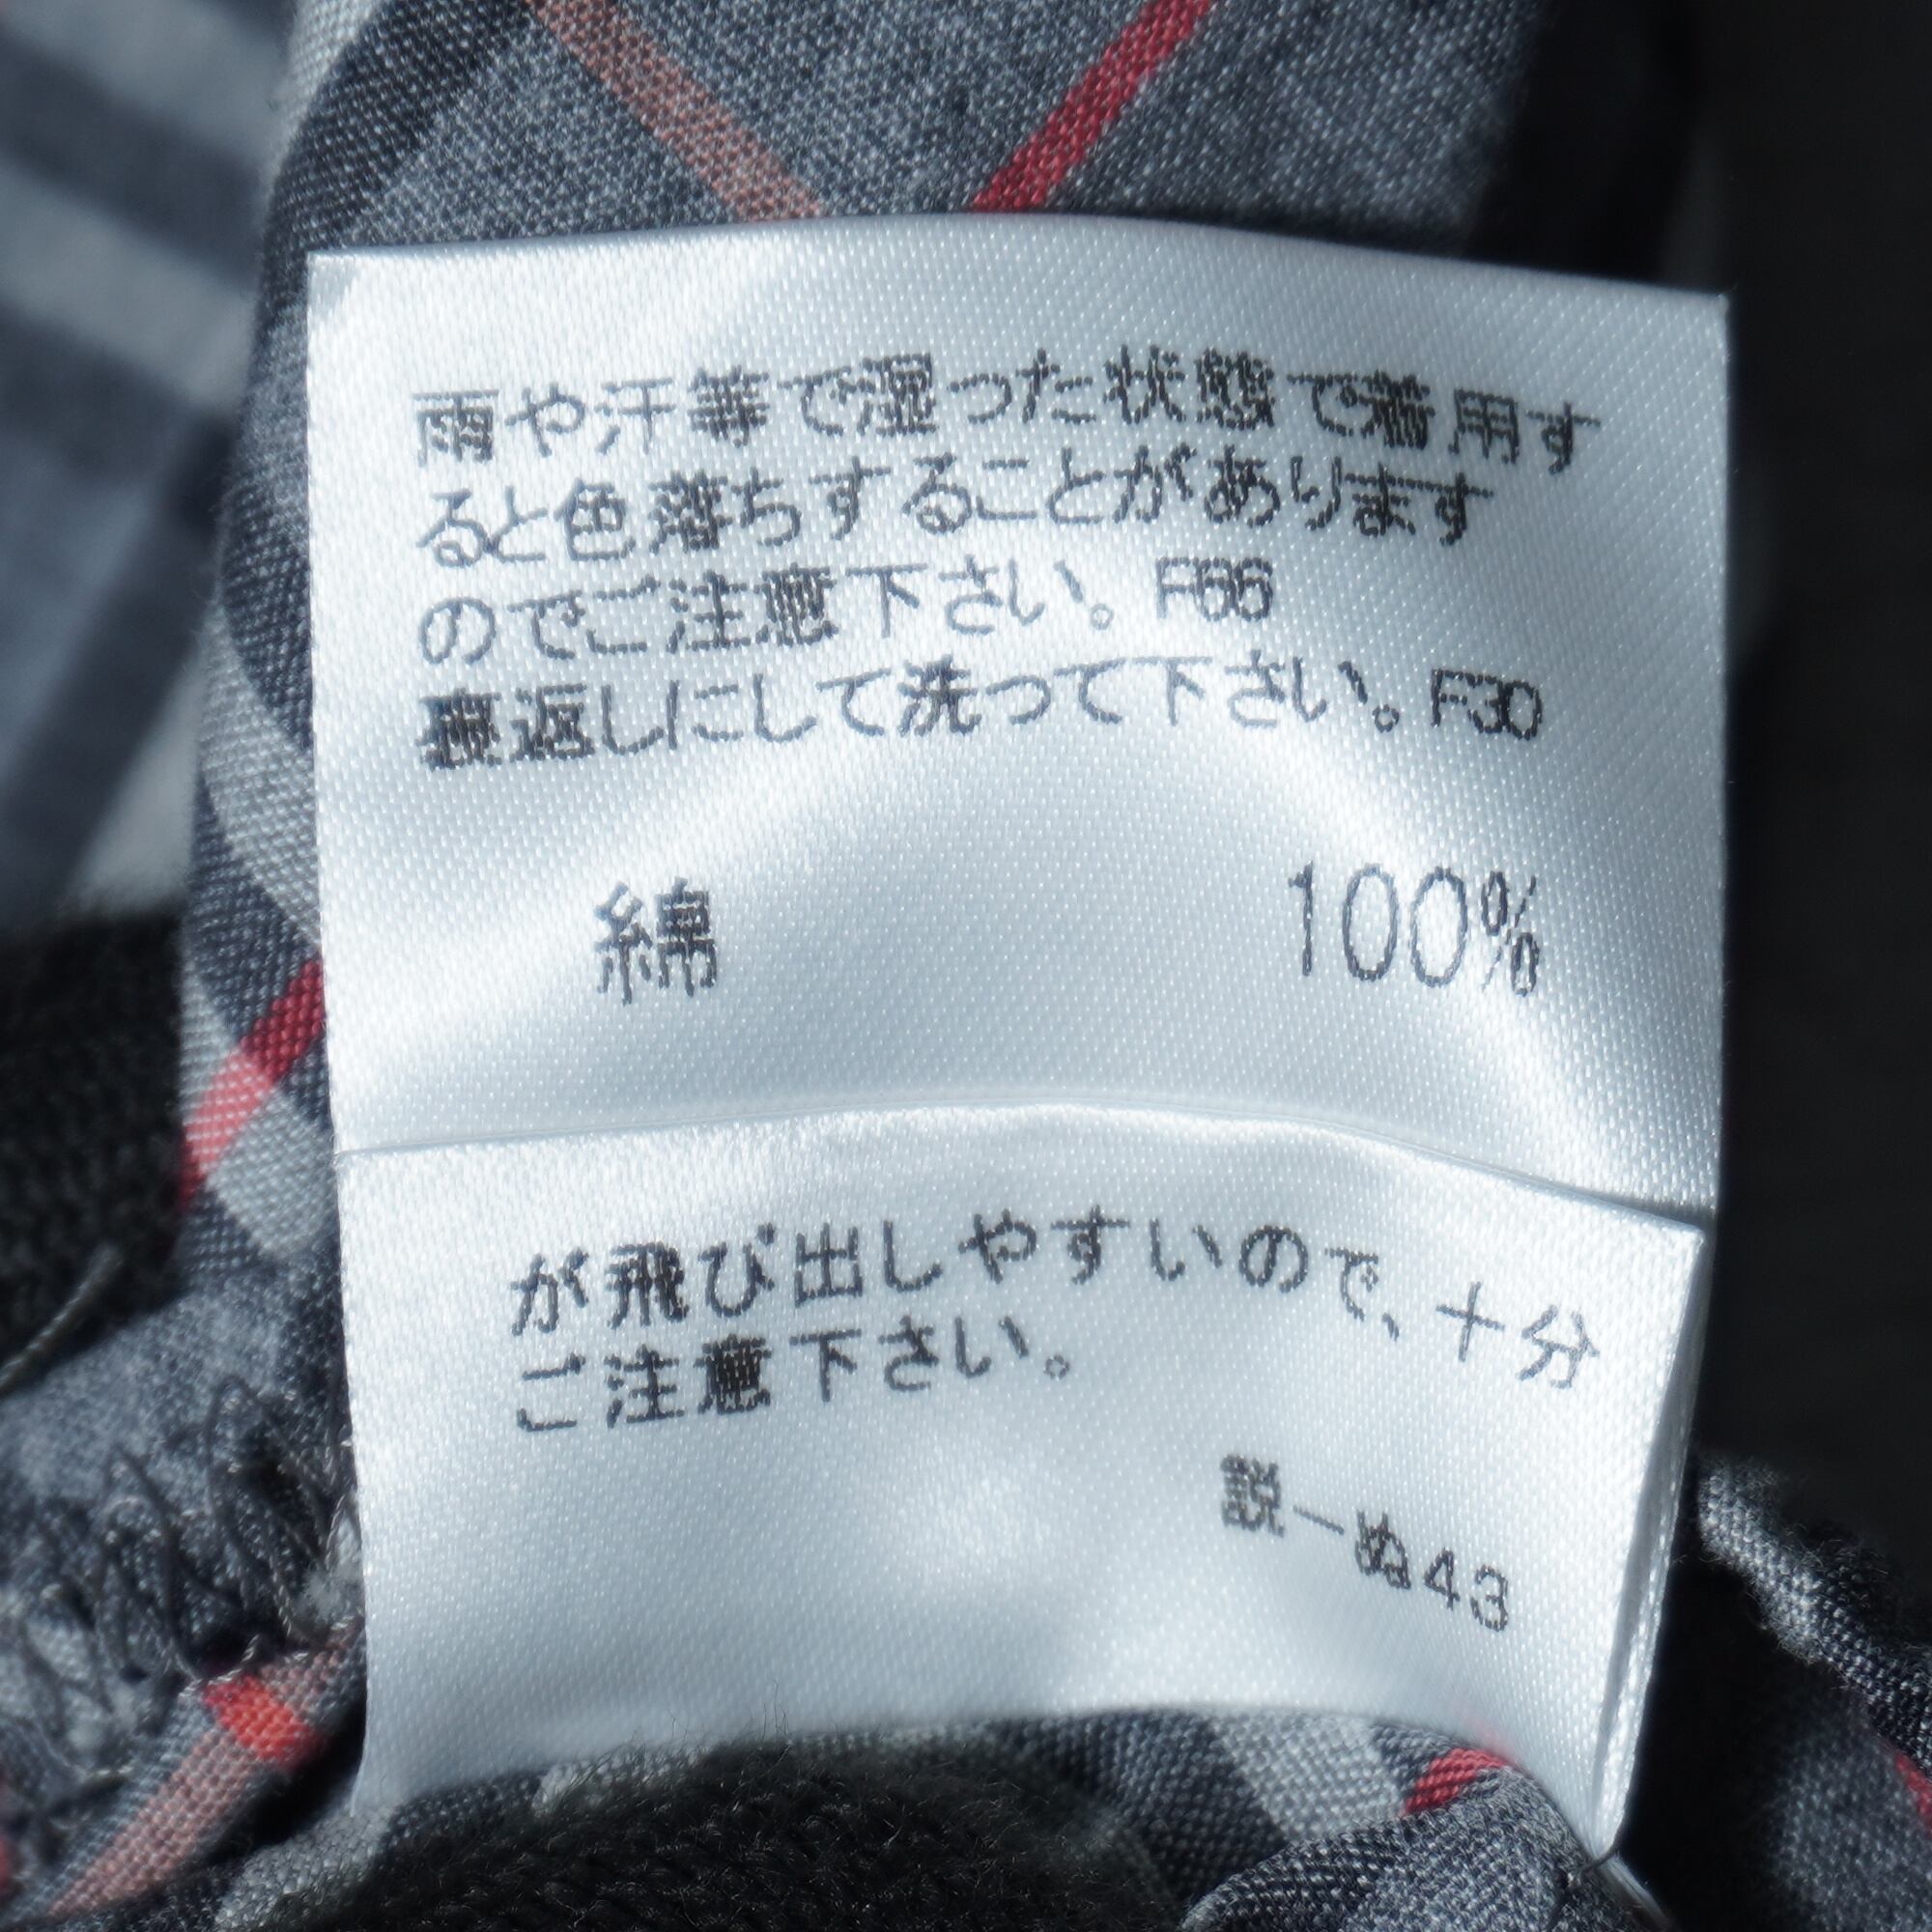 雨や汗等で湿った状態で着用す
ると色落ちすることがあります
のでご注意下さい。F66
裏返しにして洗って下さい。F30
綿 100%
が飛び出しやすいので、十分
ご注意下さい。
説-ぬ43